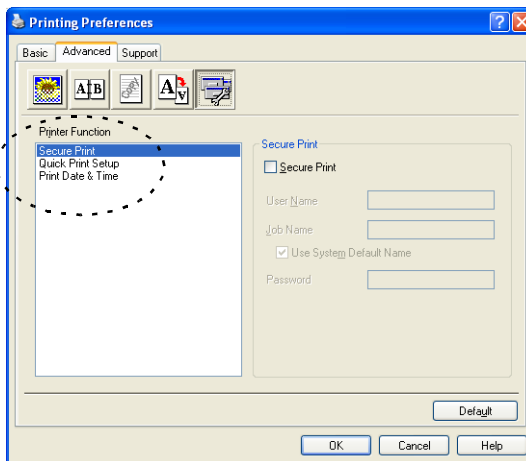 Printing Preferences
Basic Advanced Support
A B
A A
Printer Function
Secure Print
Quick Print Setup
Print Date & Time
Secure Print
Secure Print
User Name
Job Name
Use System Default Name
Password
Default
OK Cancel Help